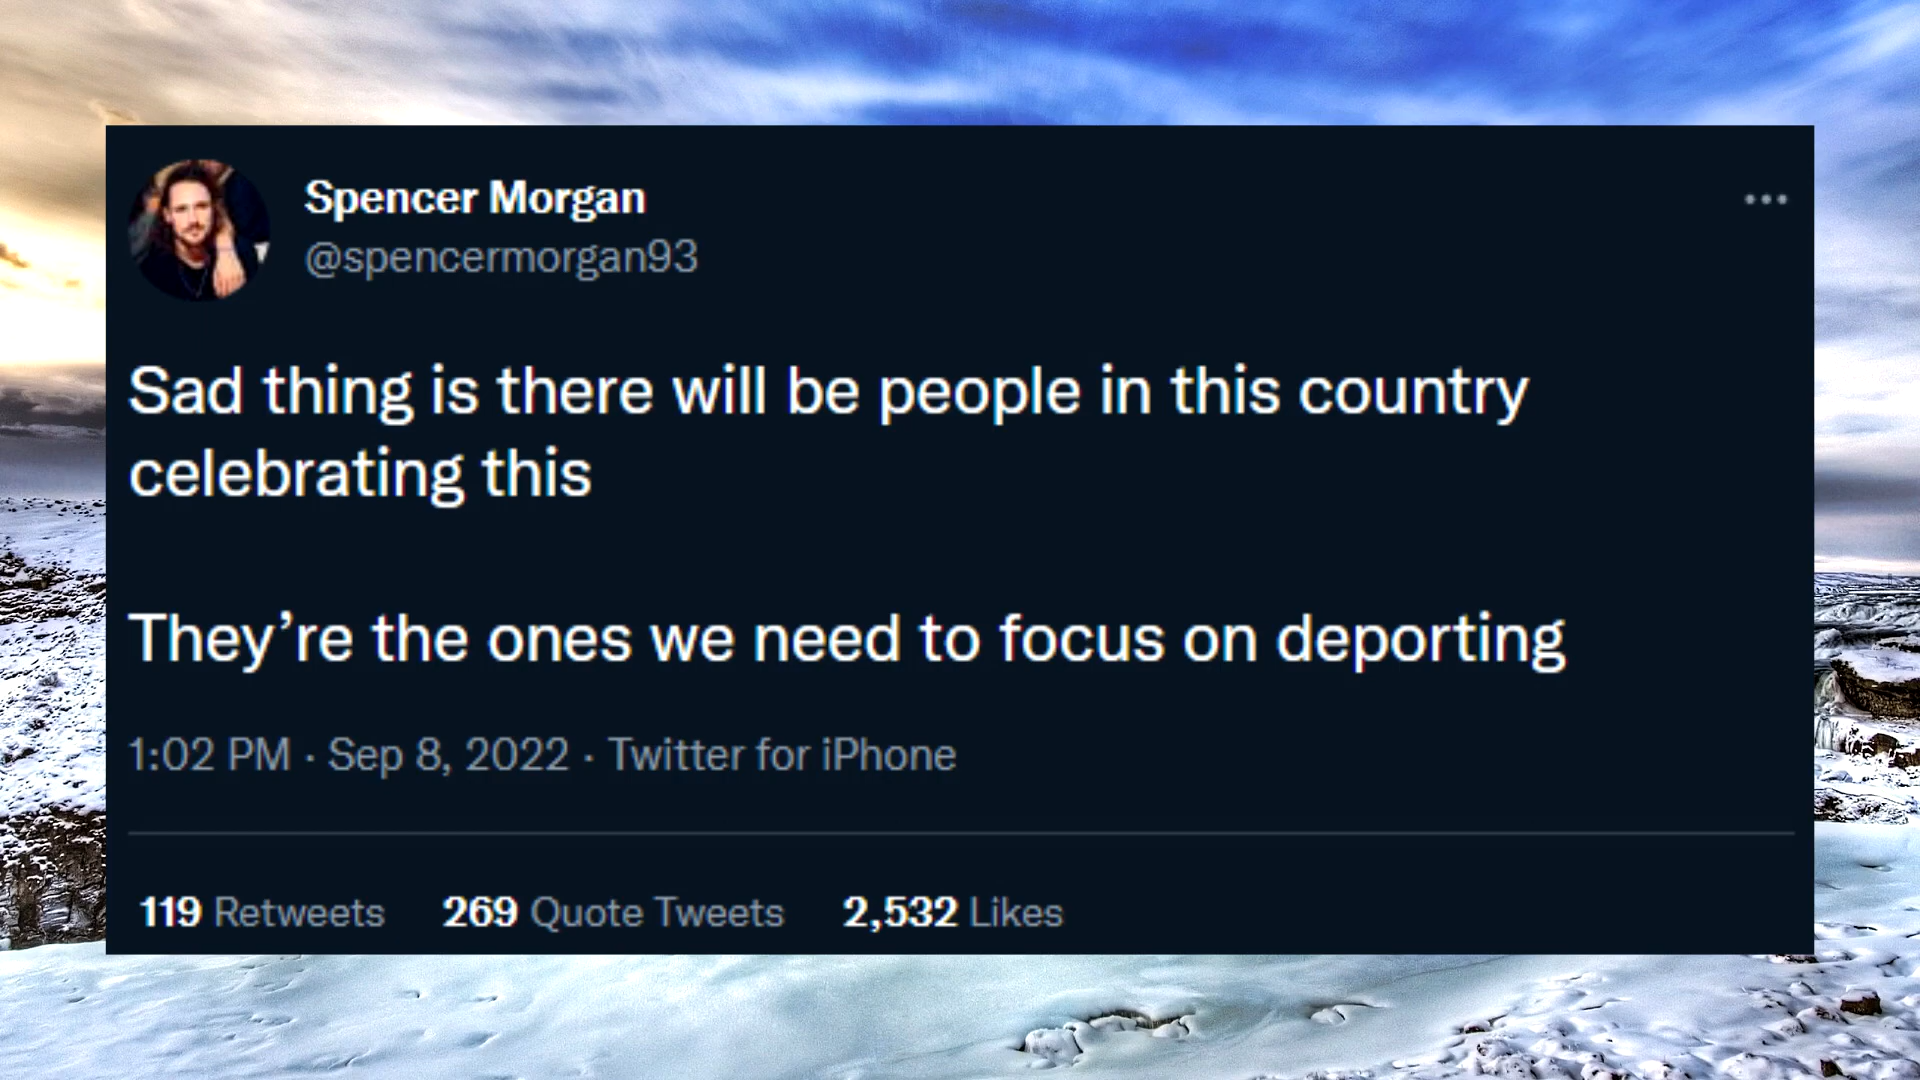 Spencer Morgan
@spencermorgan93
Sad thing is there will be people in this country
celebrating this
They’re the ones we need to focus on deporting
1:02 PM · Sep 8, 2022 · Twitter for iPhone
119 Retweets 269 Quote Tweets 2,532 Likes